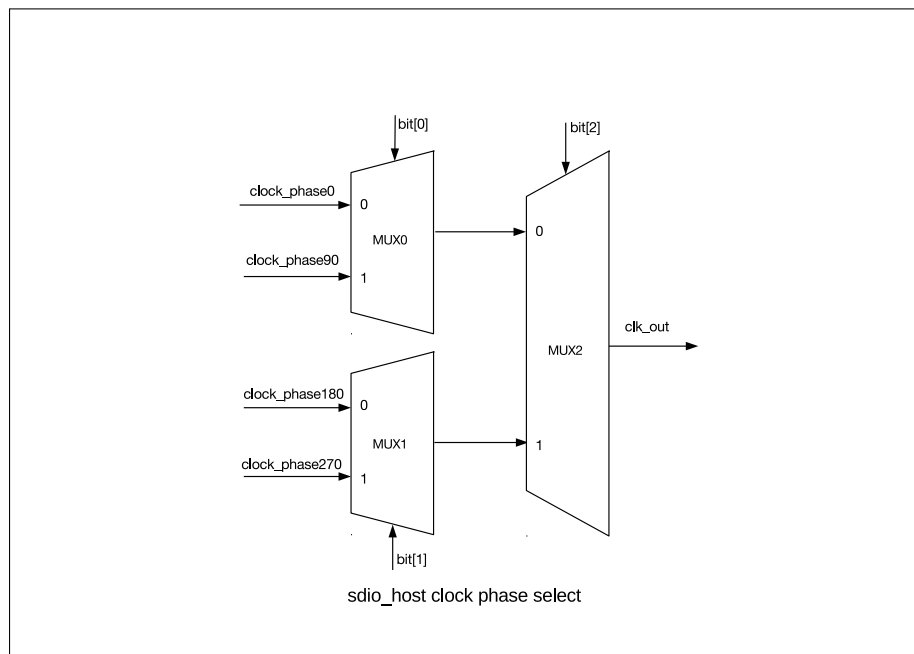 bit[0]
bit[2]
clock_phase0
0
MUX0
0
clock_phase90
1
clk_out
MUX2
clock_phase180
0
MUX1
1
clock_phase270
1
bit[1]
sdio_host clock phase select